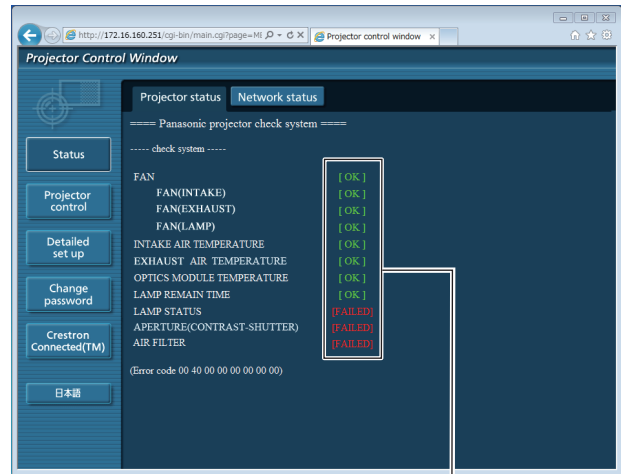 http://172.16.160.251/cgi-bin/main.cgi?page=ME
Projector control window
Projector Control Window
Projector status
Network status
==== Panasonic projector check system ====
----- check system -----
Status
FAN [ OK ]
FAN(INTAKE) [ OK ]
Projector control
FAN(EXHAUST) [ OK ]
FAN(LAMP) [ OK ]
Detailed set up
INTAKE AIR TEMPERATURE [ OK ]
EXHAUST AIR TEMPERATURE [ OK ]
OPTICS MODULE TEMPERATURE [ OK ]
Change password
LAMP REMAIN TIME [ OK ]
LAMP STATUS [FAILED]
APERTURE(CONTRAST-SHUTTER) [FAILED]
Crestron Connected(TM)
AIR FILTER [FAILED]
(Error code 00 40 00 00 00 00 00 00)
日本語